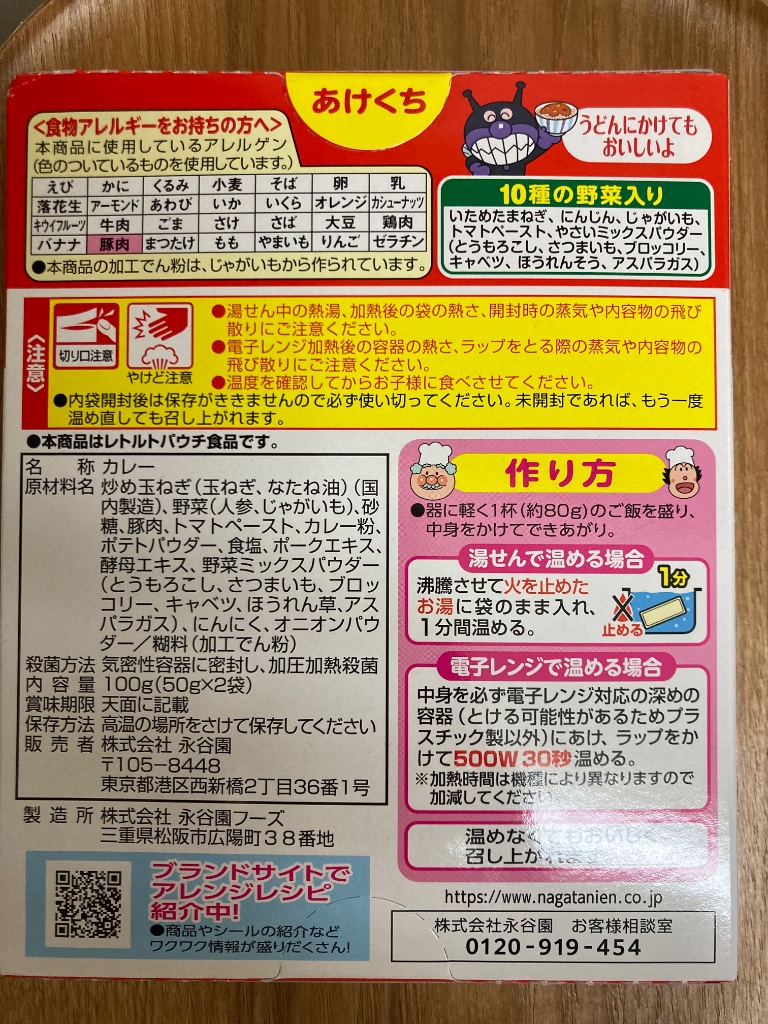 あけくち
<食物アレルギーをお持ちの方へ>
本商品に使用しているアレルゲン
(色のついているものを使用しています。)
えび かに くるみ 小麦 そば 卵 乳
落花生 アーモンド あわび いか いくら オレンジ カシューナッツ
キウイフルーツ 牛肉 ごま さけ さば 大豆 鶏肉
バナナ 豚肉 まつたけ もも やまいも りんご ゼラチン
●本商品の加工でん粉は、じゃがいもから作られています。
うどんにかけても
おいしいよ
10種の野菜入り
いためたまねぎ、にんじん、じゃがいも、
トマトペースト、やさいミックスパウダー
(とうもろこし、さつまいも、ブロッコリー、
キャベツ、ほうれんそう、アスパラガス)
<注意>
切り口注意
やけど注意
●湯せん中の熱湯、加熱後の袋の熱さ、開封時の蒸気や内容物の飛び
散りにご注意ください。
●電子レンジ加熱後の容器の熱さ、ラップをとる際の蒸気や内容物の
飛び散りにご注意ください。
●温度を確認してからお子様に食べさせてください。
●内袋開封後は保存がききませんので必ず使い切ってください。未開封であれば、もう一度
温め直しても召し上がれます。
●本商品はレトルトパウチ食品です。
名称 カレー
原材料名 炒め玉ねぎ(玉ねぎ、なたね油)(国
内製造)、野菜(人参、じゃがいも)、砂
糖、豚肉、トマトペースト、カレー粉、
ポテトパウダー、食塩、ポークエキス、
酵母エキス、野菜ミックスパウダー
(とうもろこし、さつまいも、ブロッ
コリー、キャベツ、ほうれん草、アス
パラガス)、にんにく、オニオンパウ
ダー/糊料(加工でん粉)
殺菌方法 気密性容器に密封し、加圧加熱殺菌
内容量 100g(50g×2袋)
賞味期限 天面に記載
保存方法 高温の場所をさけて保存してください
販売者 株式会社 永谷園
〒105-8448
東京都港区西新橋2丁目36番1号
製造所 株式会社 永谷園フーズ
三重県松阪市広陽町38番地
ブランドサイトで
アレンジレシピ
紹介中!
●商品やシールの紹介など
ワクワク情報が盛りだくさん!
作り方
●器に軽く1杯(約80g)のご飯を盛り、
中身をかけてできあがり。
湯せんで温める場合
沸騰させて火を止めた
お湯に袋のまま入れ、
1分間温める。
1分
止める
電子レンジで温める場合
中身を必ず電子レンジ対応の深めの
容器(とける可能性があるためプラ
スチック製以外)にあけ、ラップをか
けて500W30秒温める。
※加熱時間は機種により異なりますので
加減してください。
温めなくてもおいしく
召し上がれます。
https://www.nagatanien.co.jp
株式会社永谷園 お客様相談室
0120-919-454